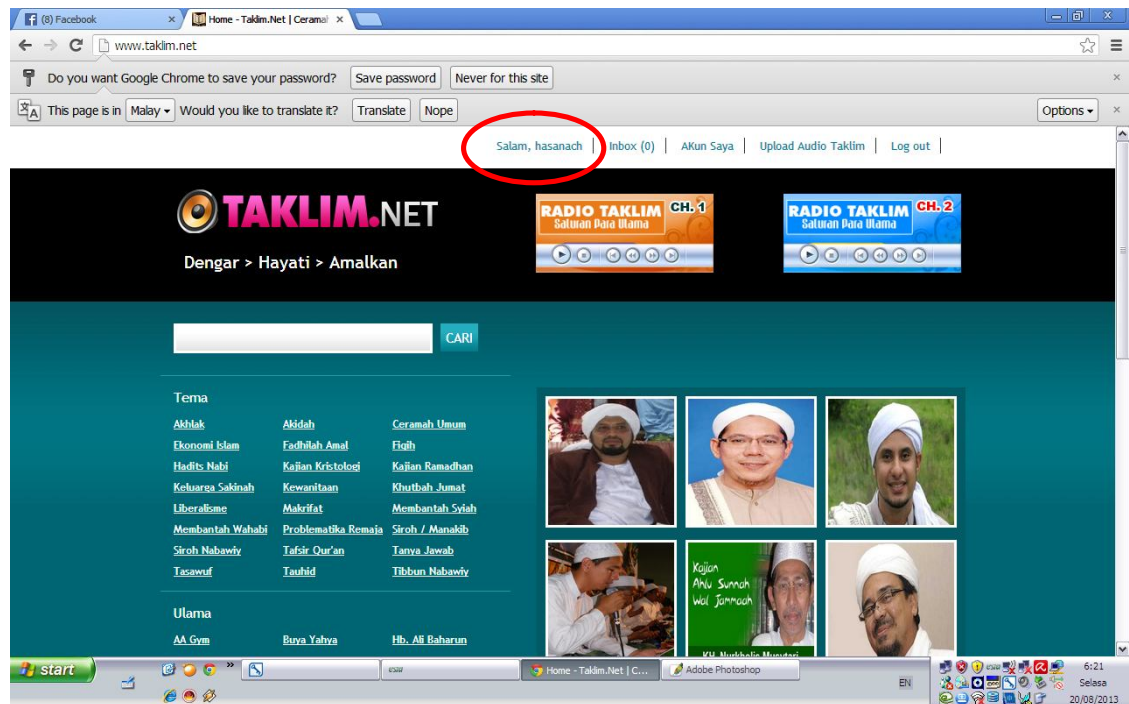 (8) Facebook
Home - Taklim.Net | Ceramah
www.taklim.net
Do you want Google Chrome to save your password? Save password Never for this site
This page is in Malay Would you like to translate it? Translate Nope Options
Salam, hasanach | Inbox (0) | AKun Saya | Upload Audio Taklim | Log out |
TAKLIM.NET
Dengar > Hayati > Amalkan
RADIO TAKLIM CH. 1
Saluran Para Ulama
RADIO TAKLIM CH. 2
Saluran Para Ulama
CARI
Tema
Akhlak Akidah Ceramah Umum
Ekonomi Islam Fadhilah Amal Fiqih
Hadits Nabi Kajian Kristologi Kajian Ramadhan
Keluarga Sakinah Kewanitaan Khutbah Jumat
Liberalisme Makrifat Membantah Syiah
Membantah Wahabi Problematika Remaja Siroh / Manakib
Siroh Nabawiy Tafsir Qur'an Tanya Jawab
Tasawuf Tauhid Tibbun Nabawiy
Ulama
AA Gym Buya Yahya Hb. Ali Baharun
Kajian
Ahlu Sunnah
Wal Jammaah
KH. Nurkholis Musytari
start
Home - Taklim.Net | C...
Adobe Photoshop
EN
6:21
Selasa
20/08/2013